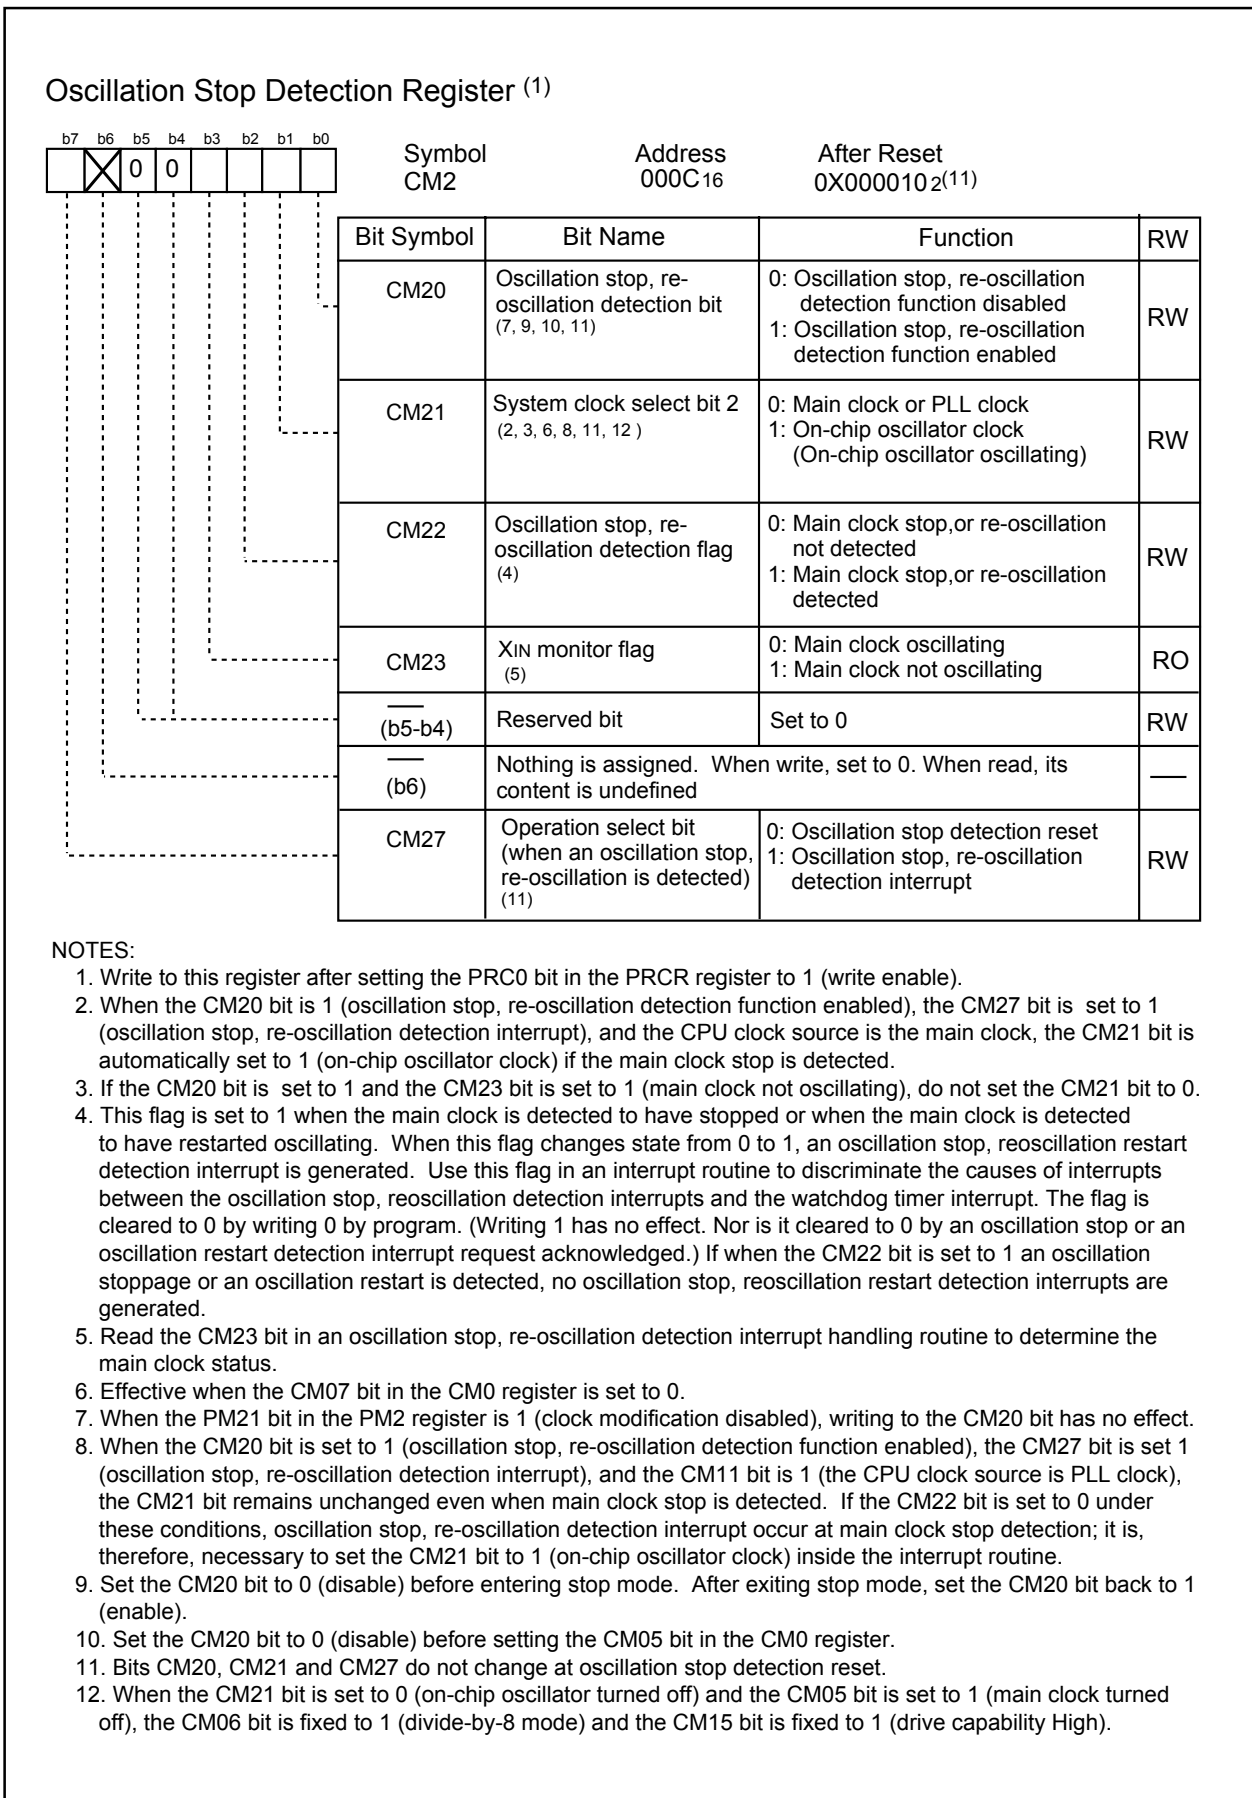 Oscillation Stop Detection Register (1)
b7 b6 b5 b4 b3 b2 b1 b0
0 0
Symbol Address After Reset
CM2 000C16 0X0000102(11)
Bit Symbol Bit Name Function RW
CM20 Oscillation stop, re- 0: Oscillation stop, re-oscillation
oscillation detection bit detection function disabled
(7, 9, 10, 11) 1: Oscillation stop, re-oscillation RW
detection function enabled
CM21 System clock select bit 2 0: Main clock or PLL clock
(2, 3, 6, 8, 11, 12 ) 1: On-chip oscillator clock RW
(On-chip oscillator oscillating)
CM22 Oscillation stop, re- 0: Main clock stop,or re-oscillation
oscillation detection flag not detected RW
(4) 1: Main clock stop,or re-oscillation
detected
CM23 XIN monitor flag 0: Main clock oscillating RO
(5) 1: Main clock not oscillating
(b5-b4) Reserved bit Set to 0 RW
(b6) Nothing is assigned. When write, set to 0. When read, its
content is undefined
CM27 Operation select bit 0: Oscillation stop detection reset
(when an oscillation stop, 1: Oscillation stop, re-oscillation RW
re-oscillation is detected) detection interrupt
(11)
NOTES:
1. Write to this register after setting the PRC0 bit in the PRCR register to 1 (write enable).
2. When the CM20 bit is 1 (oscillation stop, re-oscillation detection function enabled), the CM27 bit is set to 1
(oscillation stop, re-oscillation detection interrupt), and the CPU clock source is the main clock, the CM21 bit is
automatically set to 1 (on-chip oscillator clock) if the main clock stop is detected.
3. If the CM20 bit is set to 1 and the CM23 bit is set to 1 (main clock not oscillating), do not set the CM21 bit to 0.
4. This flag is set to 1 when the main clock is detected to have stopped or when the main clock is detected
to have restarted oscillating. When this flag changes state from 0 to 1, an oscillation stop, reoscillation restart
detection interrupt is generated. Use this flag in an interrupt routine to discriminate the causes of interrupts
between the oscillation stop, reoscillation detection interrupts and the watchdog timer interrupt. The flag is
cleared to 0 by writing 0 by program. (Writing 1 has no effect. Nor is it cleared to 0 by an oscillation stop or an
oscillation restart detection interrupt request acknowledged.) If when the CM22 bit is set to 1 an oscillation
stoppage or an oscillation restart is detected, no oscillation stop, reoscillation restart detection interrupts are
generated.
5. Read the CM23 bit in an oscillation stop, re-oscillation detection interrupt handling routine to determine the
main clock status.
6. Effective when the CM07 bit in the CM0 register is set to 0.
7. When the PM21 bit in the PM2 register is 1 (clock modification disabled), writing to the CM20 bit has no effect.
8. When the CM20 bit is set to 1 (oscillation stop, re-oscillation detection function enabled), the CM27 bit is set 1
(oscillation stop, re-oscillation detection interrupt), and the CM11 bit is 1 (the CPU clock source is PLL clock),
the CM21 bit remains unchanged even when main clock stop is detected. If the CM22 bit is set to 0 under
these conditions, oscillation stop, re-oscillation detection interrupt occur at main clock stop detection; it is,
therefore, necessary to set the CM21 bit to 1 (on-chip oscillator clock) inside the interrupt routine.
9. Set the CM20 bit to 0 (disable) before entering stop mode. After exiting stop mode, set the CM20 bit back to 1
(enable).
10. Set the CM20 bit to 0 (disable) before setting the CM05 bit in the CM0 register.
11. Bits CM20, CM21 and CM27 do not change at oscillation stop detection reset.
12. When the CM21 bit is set to 0 (on-chip oscillator turned off) and the CM05 bit is set to 1 (main clock turned
off), the CM06 bit is fixed to 1 (divide-by-8 mode) and the CM15 bit is fixed to 1 (drive capability High).